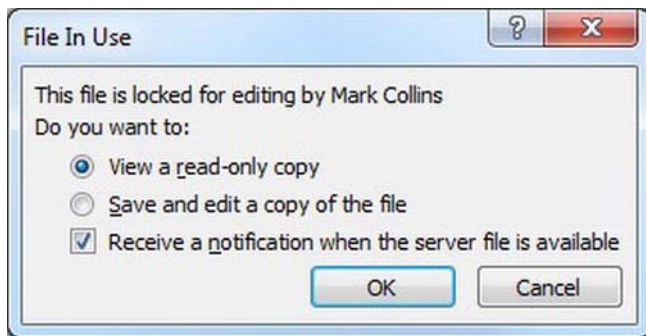 File In Use
?
X
This file is locked for editing by Mark Collins
Do you want to:
View a read-only copy
Save and edit a copy of the file
Receive a notification when the server file is available
OK Cancel